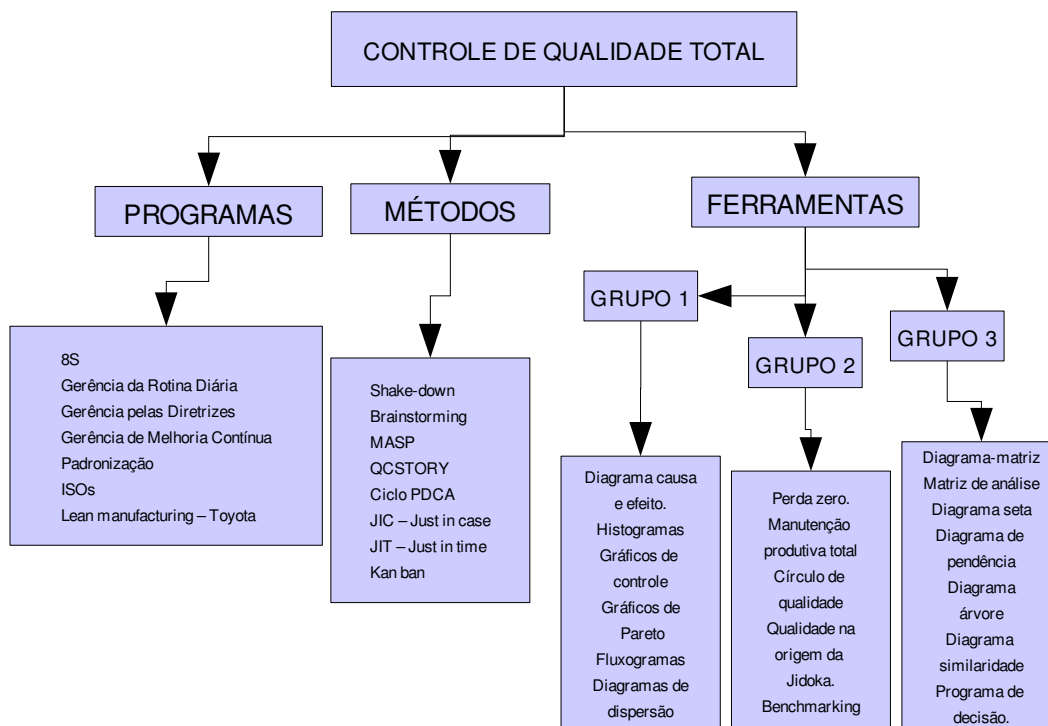 CONTROLE DE QUALIDADE TOTAL
PROGRAMAS
MÉTODOS
FERRAMENTAS
GRUPO 1
GRUPO 2
GRUPO 3
8S
Gerência da Rotina Diária
Gerência pelas Diretrizes
Gerência de Melhoria Contínua
Padronização
ISOs
Lean manufacturing – Toyota
Shake-down
Brainstorming
MASP
QCSTORY
Ciclo PDCA
JIC – Just in case
JIT – Just in time
Kan ban
Diagrama causa
e efeito.
Histogramas
Gráficos de
controle
Gráficos de
Pareto
Fluxogramas
Diagramas de
dispersão
Perda zero.
Manutenção
produtiva total
Círculo de
qualidade
Qualidade na
origem da
Jidoka.
Benchmarking
Diagrama-matriz
Matriz de análise
Diagrama seta
Diagrama de
pendência
Diagrama
árvore
Diagrama
similaridade
Programa de
decisão.